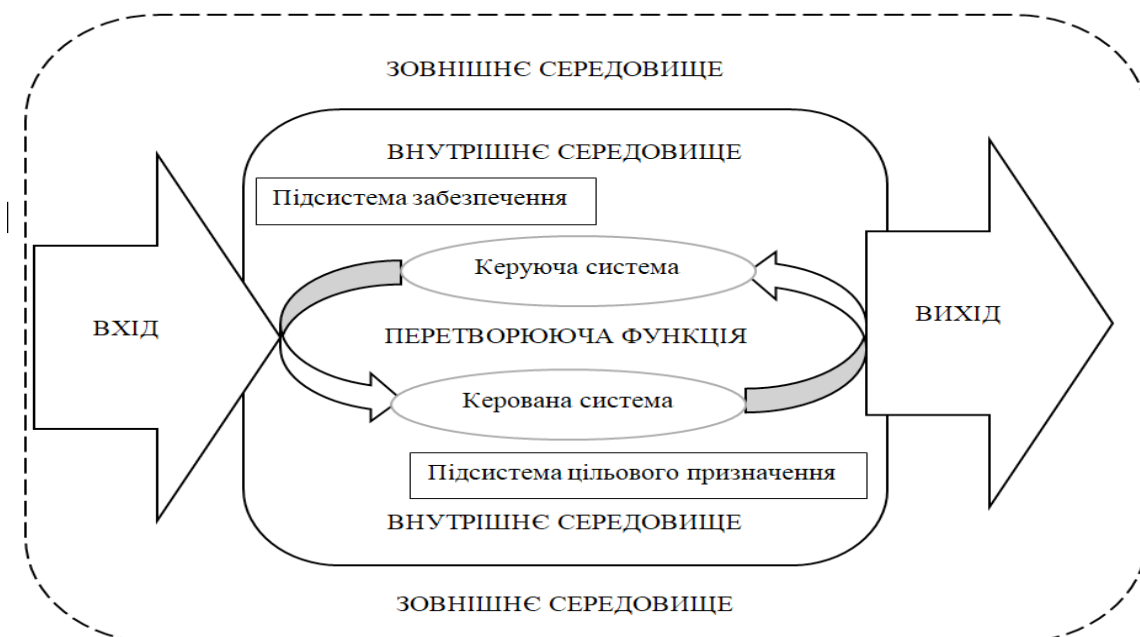 ЗОВНІШНЄ СЕРЕДОВИЩЕ
ВНУТРІШНЄ СЕРЕДОВИЩЕ
Підсистема забезпечення
Керуюча система
ВХІД
ПЕРЕТВОРЮЮЧА ФУНКЦІЯ
ВИХІД
Керована система
Підсистема цільового призначення
ВНУТРІШНЄ СЕРЕДОВИЩЕ
ЗОВНІШНЄ СЕРЕДОВИЩЕ